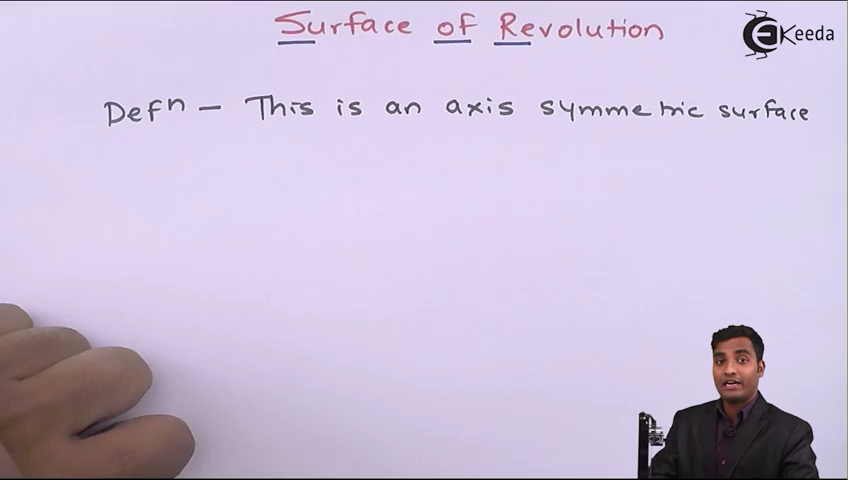 Surface of Revolution
EKeeda
Defn — This is an axis symmetric surface